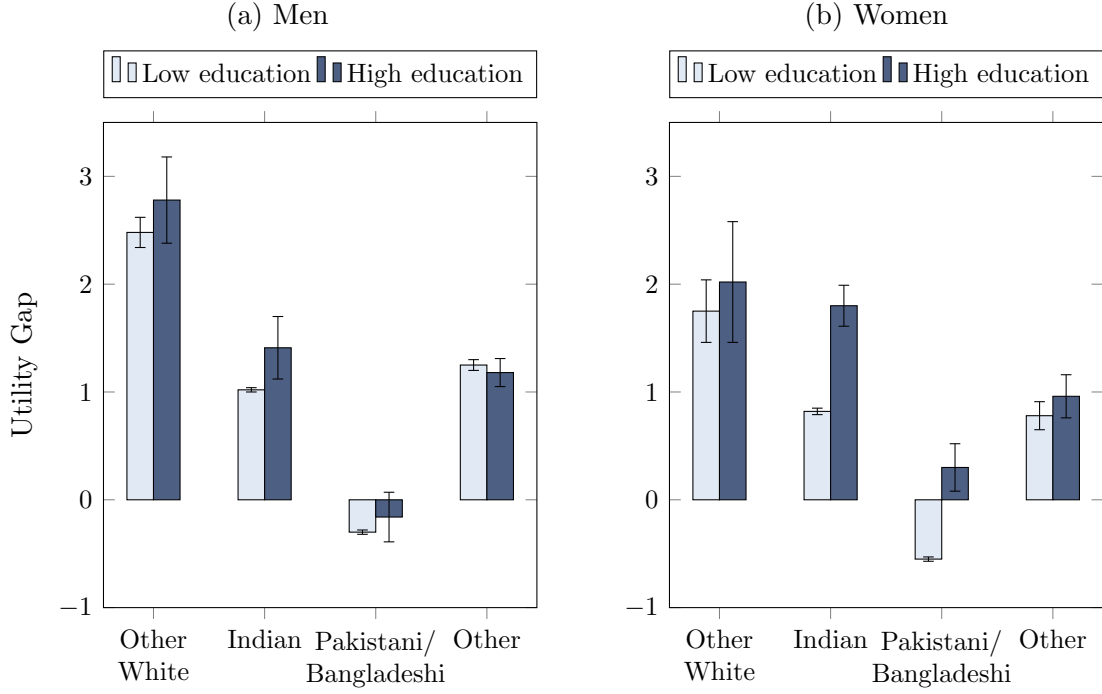 (a) Men
Low education High education
Utility Gap
3
2
1
0
−1
Other White
Indian
Pakistani/ Bangladeshi
Other
(b) Women
Low education High education
3
2
1
0
−1
Other White
Indian
Pakistani/ Bangladeshi
Other